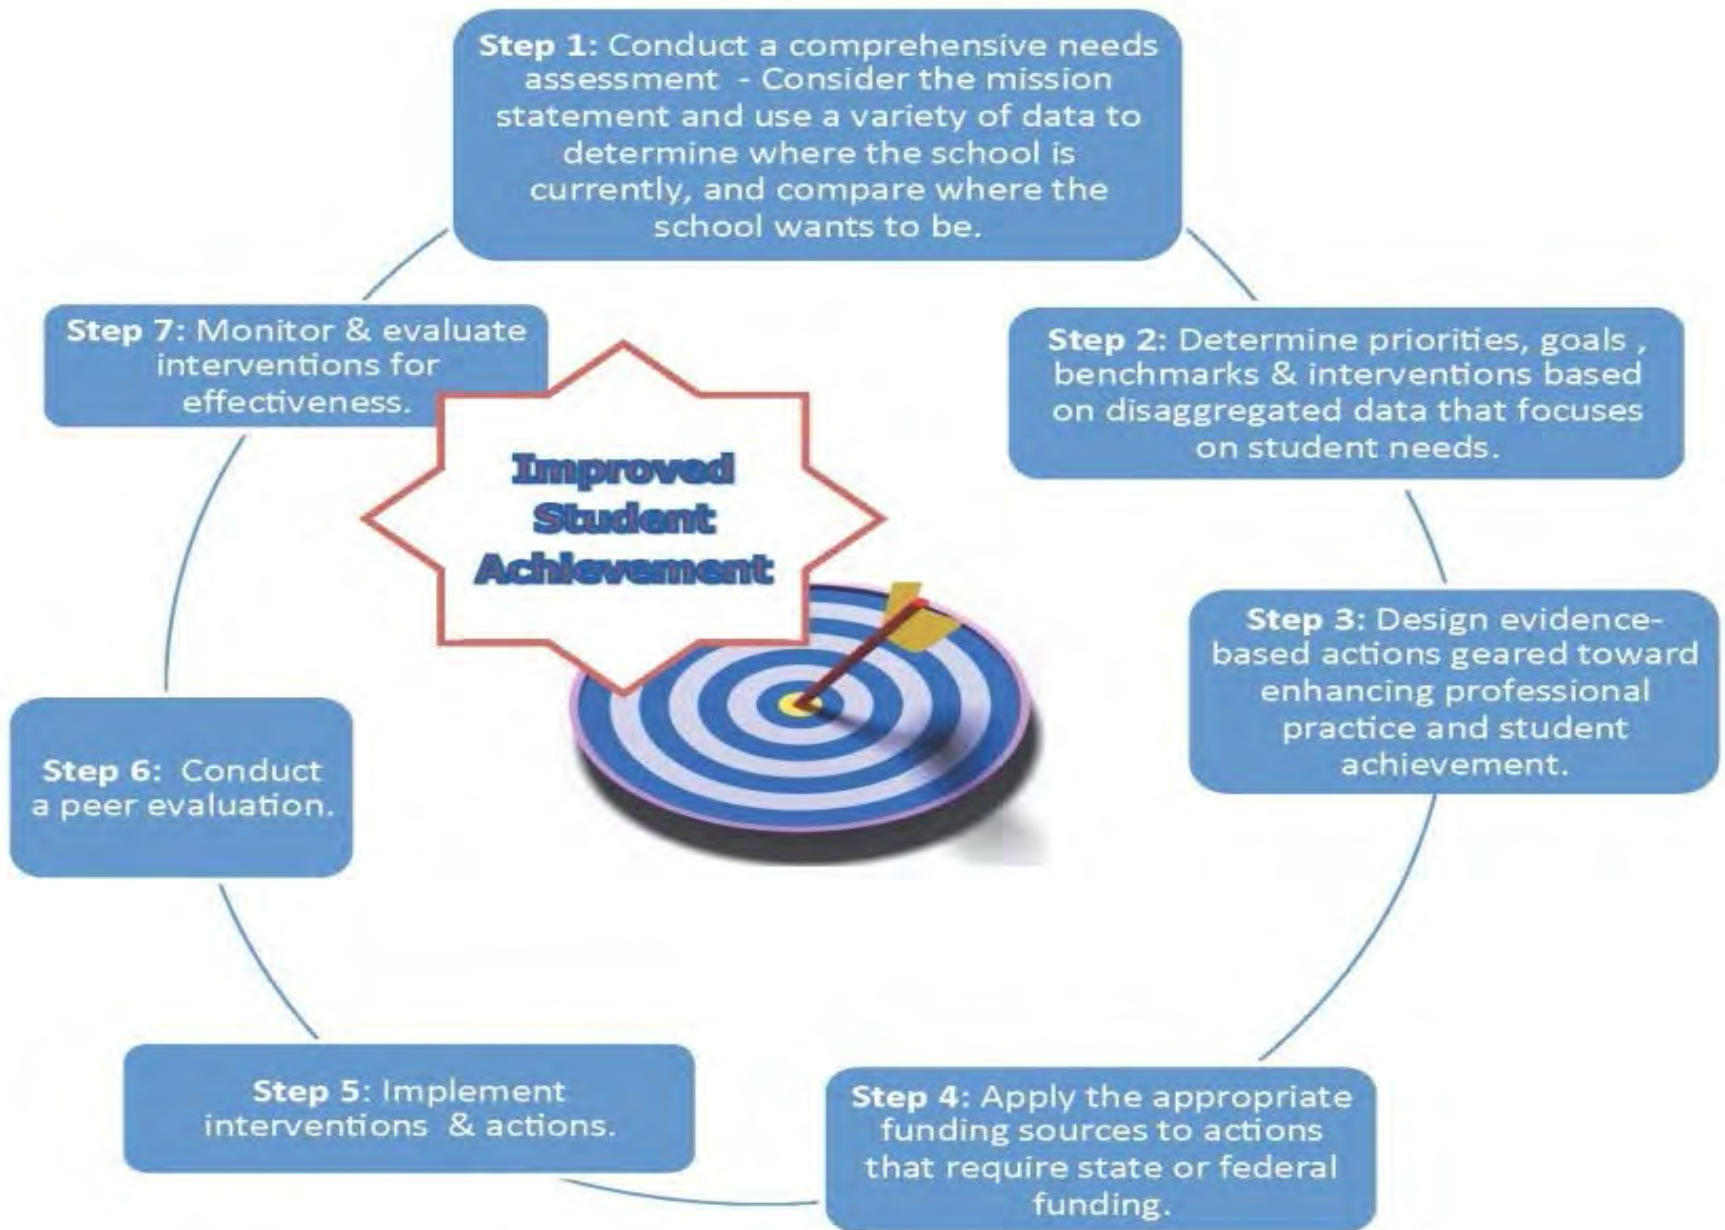 Step 1: Conduct a comprehensive needs
assessment - Consider the mission
statement and use a variety of data to
determine where the school is
currently, and compare where the
school wants to be.
Step 2: Determine priorities, goals ,
benchmarks & interventions based
on disaggregated data that focuses
on student needs.
Step 3: Design evidence-
based actions geared toward
enhancing professional
practice and student
achievement.
Step 4: Apply the appropriate
funding sources to actions
that require state or federal
funding.
Step 5: Implement
interventions & actions.
Step 6: Conduct
a peer evaluation.
Step 7: Monitor & evaluate
interventions for
effectiveness.
Improved
Student
Achievement